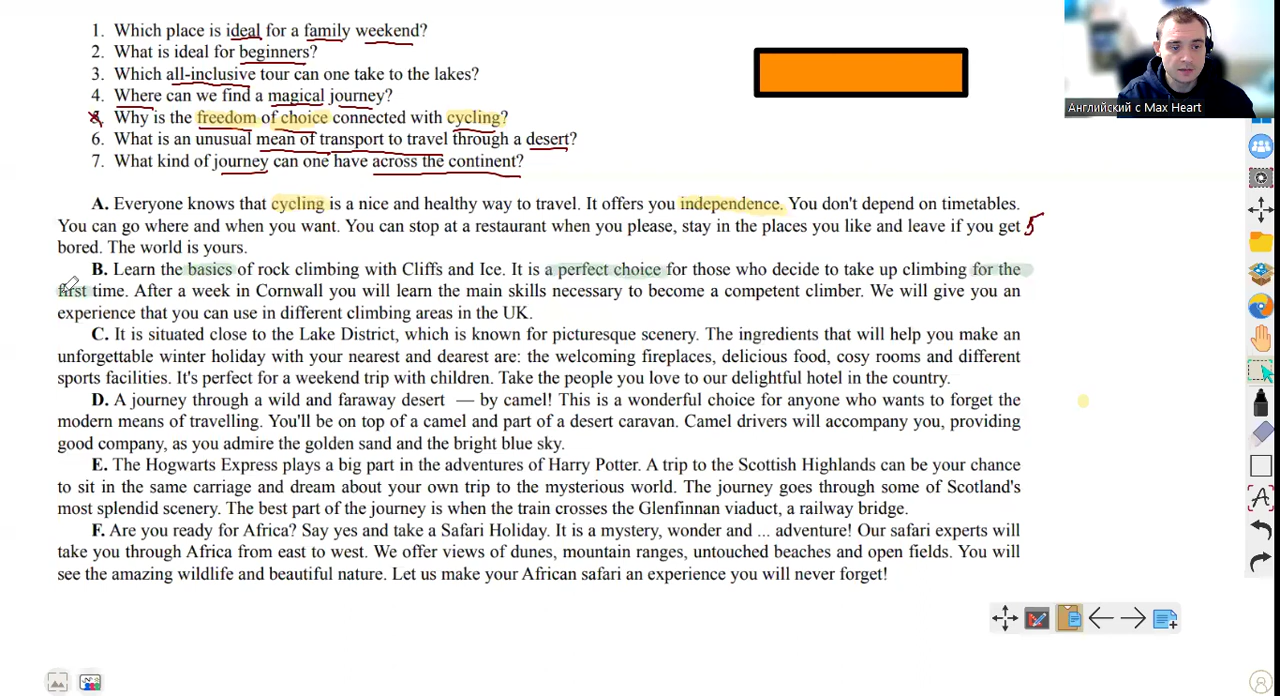 1. Which place is ideal for a family weekend?
2. What is ideal for beginners?
3. Which all-inclusive tour can one take to the lakes?
4. Where can we find a magical journey?
Why is the freedom of choice connected with cycling?
6. What is an unusual mean of transport to travel through a desert?
7. What kind of journey can one have across the continent?
Английский с Max Heart
A. Everyone knows that cycling is a nice and healthy way to travel. It offers you independence. You don't depend on timetables.
You can go where and when you want. You can stop at a restaurant when you please, stay in the places you like and leave if you get 5
bored. The world is yours.
B. Learn the basics of rock climbing with Cliffs and Ice. It is a perfect choice for those who decide to take up climbing for the
first time. After a week in Cornwall you will learn the main skills necessary to become a competent climber. We will give you an
experience that you can use in different climbing areas in the UK.
C. It is situated close to the Lake District, which is known for picturesque scenery. The ingredients that will help you make an
unforgettable winter holiday with your nearest and dearest are: the welcoming fireplaces, delicious food, cosy rooms and different
sports facilities. It's perfect for a weekend trip with children. Take the people you love to our delightful hotel in the country.
D. A journey through a wild and faraway desert — by camel! This is a wonderful choice for anyone who wants to forget the
modern means of travelling. You'll be on top of a camel and part of a desert caravan. Camel drivers will accompany you, providing
good company, as you admire the golden sand and the bright blue sky.
E. The Hogwarts Express plays a big part in the adventures of Harry Potter. A trip to the Scottish Highlands can be your chance
to sit in the same carriage and dream about your own trip to the mysterious world. The journey goes through some of Scotland's
most splendid scenery. The best part of the journey is when the train crosses the Glenfinnan viaduct, a railway bridge.
F. Are you ready for Africa? Say yes and take a Safari Holiday. It is a mystery, wonder and ... adventure! Our safari experts will
take you through Africa from east to west. We offer views of dunes, mountain ranges, untouched beaches and open fields. You will
see the amazing wildlife and beautiful nature. Let us make your African safari an experience you will never forget!